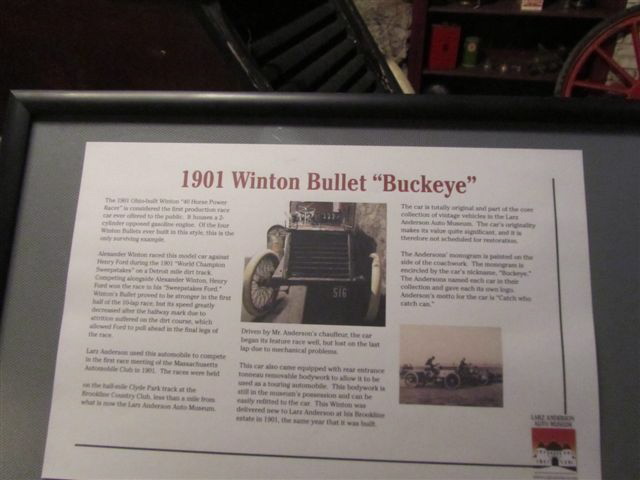 1901 Winton Bullet “Buckeye”
The 1901 Ohio-built Winton “40 Horse Power
Racer” is considered the first production race
car ever offered to the public. It houses a 2-
cylinder opposed gasoline engine. Of the four
Winton Bullets ever built in this style, this is the
only surviving example.
Alexander Winton raced this model car against
Henry Ford during the 1901 “World Champion
Sweepstakes” on a Detroit mile dirt track.
Competing alongside Alexander Winton, Henry
Ford won the race in his “Sweepstakes Ford.”
Winton’s Bullet proved to be stronger in the first
half of the 10-lap race, but its speed greatly
decreased after the halfway mark due to
attrition suffered on the dirt course, which
allowed Ford to pull ahead in the final legs of
the race.
Larz Anderson used this automobile to compete
in the first race meeting of the Massachusetts
Automobile Club in 1901. The races were held
on the half-mile Clyde Park track at the
Brookline Country Club, less than a mile from
what is now the Larz Anderson Auto Museum.
516
Driven by Mr. Anderson’s chauffeur, the car
began its feature race well, but lost on the last
lap due to mechanical problems.
This car also came equipped with rear entrance
tonneau removable bodywork to allow it to be
used as a touring automobile. This bodywork is
still in the museum’s possession and can be
easily refitted to the car. This Winton was
delivered new to Larz Anderson at his Brookline
estate in 1901, the same year that it was built.
The car is totally original and part of the core
collection of vintage vehicles in the Larz
Anderson Auto Museum. The car’s originality
makes its value quite significant, and it is
therefore not scheduled for restoration.
The Andersons’ monogram is painted on the
side of the coachwork. The monogram is
encircled by the car’s nickname, “Buckeye.”
The Andersons named each car in their
collection and gave each its own logo.
Anderson’s motto for the car is “Catch who
catch can.”
LARZ ANDERSON
AUTO MUSEUM